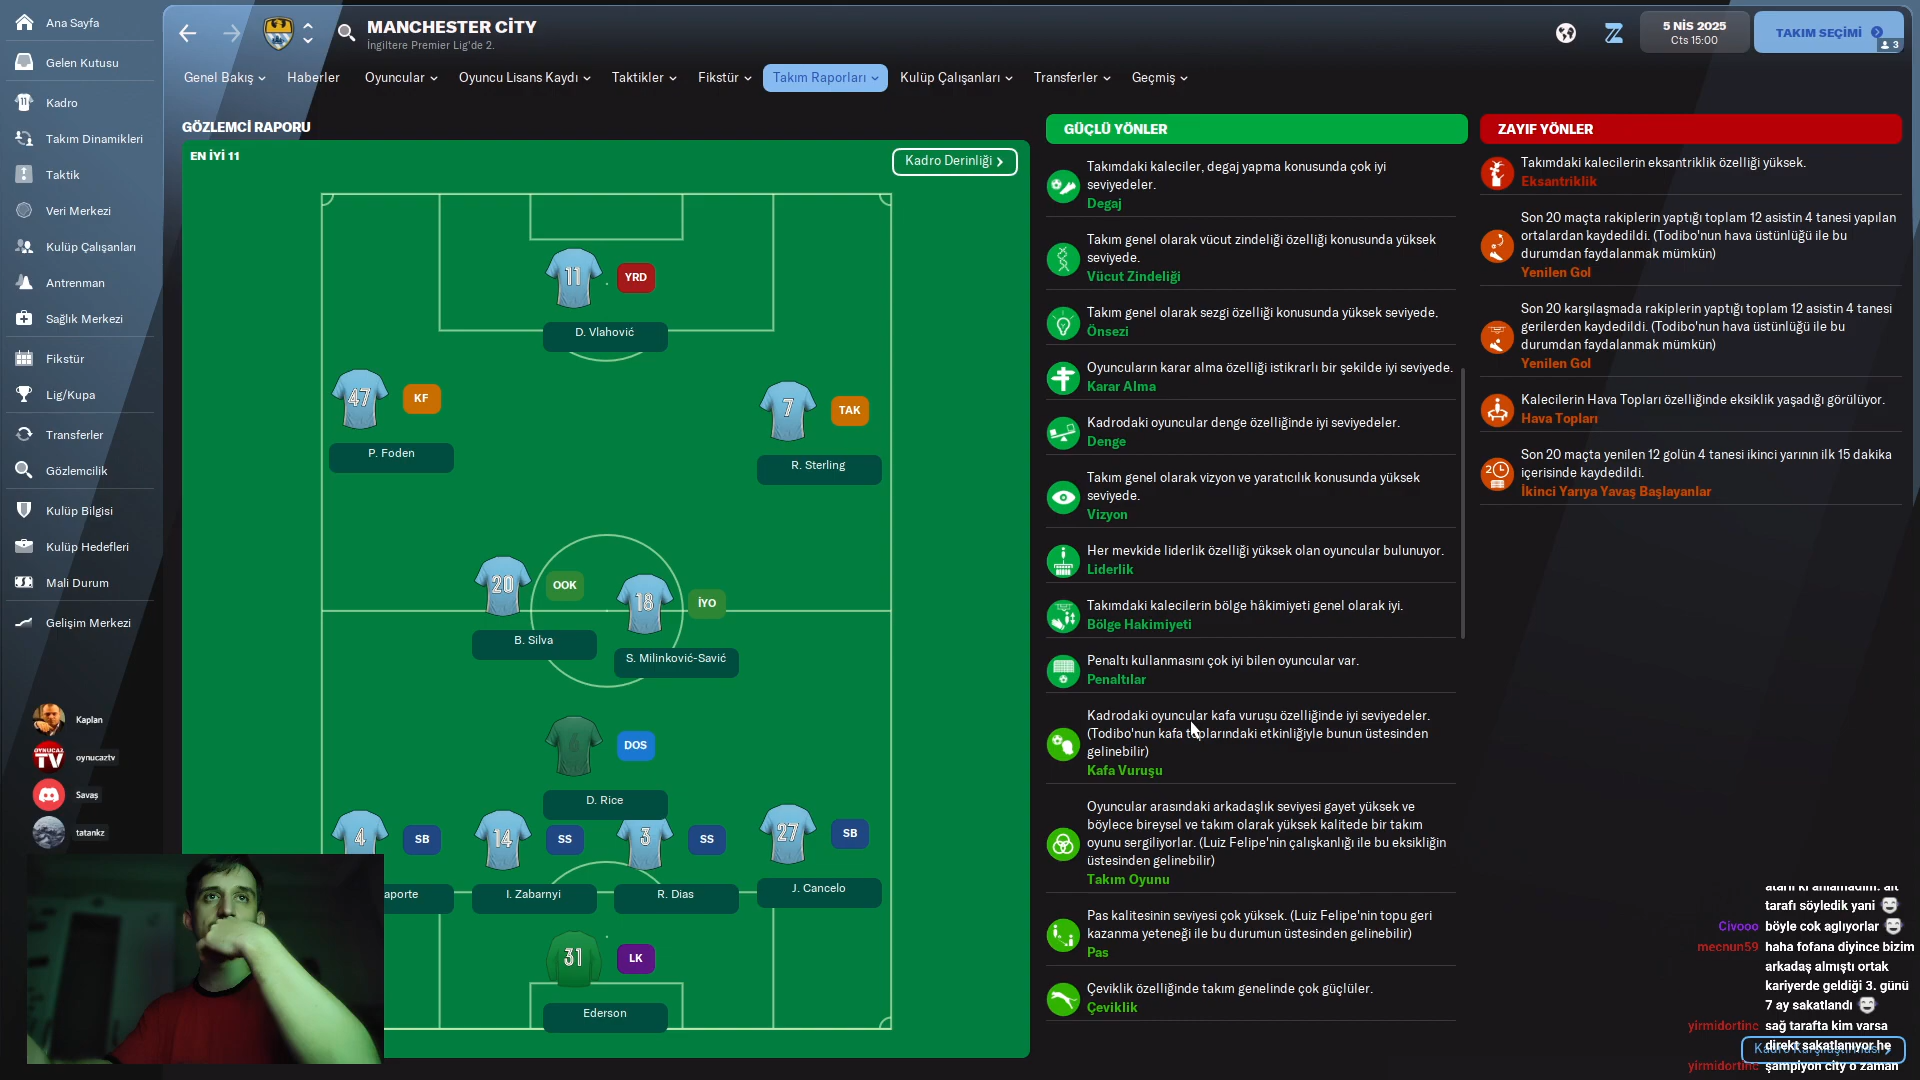 Ana Sayfa
Gelen Kutusu
Kadro
Takım Dinamikleri
Taktik
Veri Merkezi
Kulüp Çalışanları
Antrenman
Sağlık Merkezi
Fikstür
Lig/Kupa
Transferler
Gözlemcilik
Kulüp Bilgisi
Kulüp Hedefleri
Mali Durum
Gelişim Merkezi
Kaplan
OYNUCAZ TV
oynucaztv
Savaş
tatankz
MANCHESTER CİTY
İngiltere Premier Lig'de 2.
5 NİS 2025
Cts 15:00
TAKIM SEÇİMİ
3
Genel Bakış
Haberler
Oyuncular
Oyuncu Lisans Kaydı
Taktikler
Fikstür
Takım Raporları
Kulüp Çalışanları
Transferler
Geçmiş
GÖZLEMCİ RAPORU
EN İYİ 11
Kadro Derinliği
11
YRD
D. Vlahović
47
KF
P. Foden
7
TAK
R. Sterling
20
OOK
B. Silva
18
İYO
S. Milinković-Savić
6
DOS
D. Rice
4
SB
aporte
14
SS
I. Zabarnyi
3
SS
R. Dias
27
SB
J. Cancelo
31
LK
Ederson
GÜÇLÜ YÖNLER
Takımdaki kaleciler, degaj yapma konusunda çok iyi
seviyedeler.
Degaj
Takım genel olarak vücut zindeliği özelliği konusunda yüksek
seviyede.
Vücut Zindeliği
Takım genel olarak sezgi özelliği konusunda yüksek seviyede.
Önsezi
Oyuncuların karar alma özelliği istikrarlı bir şekilde iyi seviyede.
Karar Alma
Kadrodaki oyuncular denge özelliğinde iyi seviyedeler.
Denge
Takım genel olarak vizyon ve yaratıcılık konusunda yüksek
seviyede.
Vizyon
Her mevkide liderlik özelliği yüksek olan oyuncular bulunuyor.
Liderlik
Takımdaki kalecilerin bölge hâkimiyeti genel olarak iyi.
Bölge Hakimiyeti
Penaltı kullanmasını çok iyi bilen oyuncular var.
Penaltılar
Kadrodaki oyuncular kafa vuruşu özelliğinde iyi seviyedeler.
(Todibo'nun kafa toplarındaki etkinliğiyle bunun üstesinden
gelinebilir)
Kafa Vuruşu
Oyuncular arasındaki arkadaşlık seviyesi gayet yüksek ve
böylece bireysel ve takım olarak yüksek kalitede bir takım
oyunu sergiliyorlar. (Luiz Felipe'nin çalışkanlığı ile bu eksikliğin
üstesinden gelinebilir)
Takım Oyunu
Pas kalitesinin seviyesi çok yüksek. (Luiz Felipe'nin topu geri
kazanma yeteneği ile bu durumun üstesinden gelinebilir)
Pas
Çeviklik özelliğinde takım genelinde çok güçlüler.
Çeviklik
ZAYIF YÖNLER
Takımdaki kalecilerin eksantriklik özelliği yüksek.
Eksantriklik
Son 20 maçta rakiplerin yaptığı toplam 12 asistin 4 tanesi yapılan
ortalardan kaydedildi. (Todibo'nun hava üstünlüğü ile bu
durumdan faydalanmak mümkün)
Yenilen Gol
Son 20 karşılaşmada rakiplerin yaptığı toplam 12 asistin 4 tanesi
gerilerden kaydedildi. (Todibo'nun hava üstünlüğü ile bu
durumdan faydalanmak mümkün)
Yenilen Gol
Kalecilerin Hava Topları özelliğinde eksiklik yaşadığı görülüyor.
Hava Topları
Son 20 maçta yenilen 12 golün 4 tanesi ikinci yarının ilk 15 dakika
içerisinde kaydedildi.
İkinci Yarıya Yavaş Başlayanlar
tarafı söyledik yani
Civooo böyle cok aglıyorlar
mecnun59 haha fofana diyince bizim
arkadaş almıştı ortak
kariyerde geldiği 3. günü
7 ay sakatlandı
yirmidortinc sağ tarafta kim varsa
direkt sakatlanıyor he
yirmidortinc şampiyon city o zaman